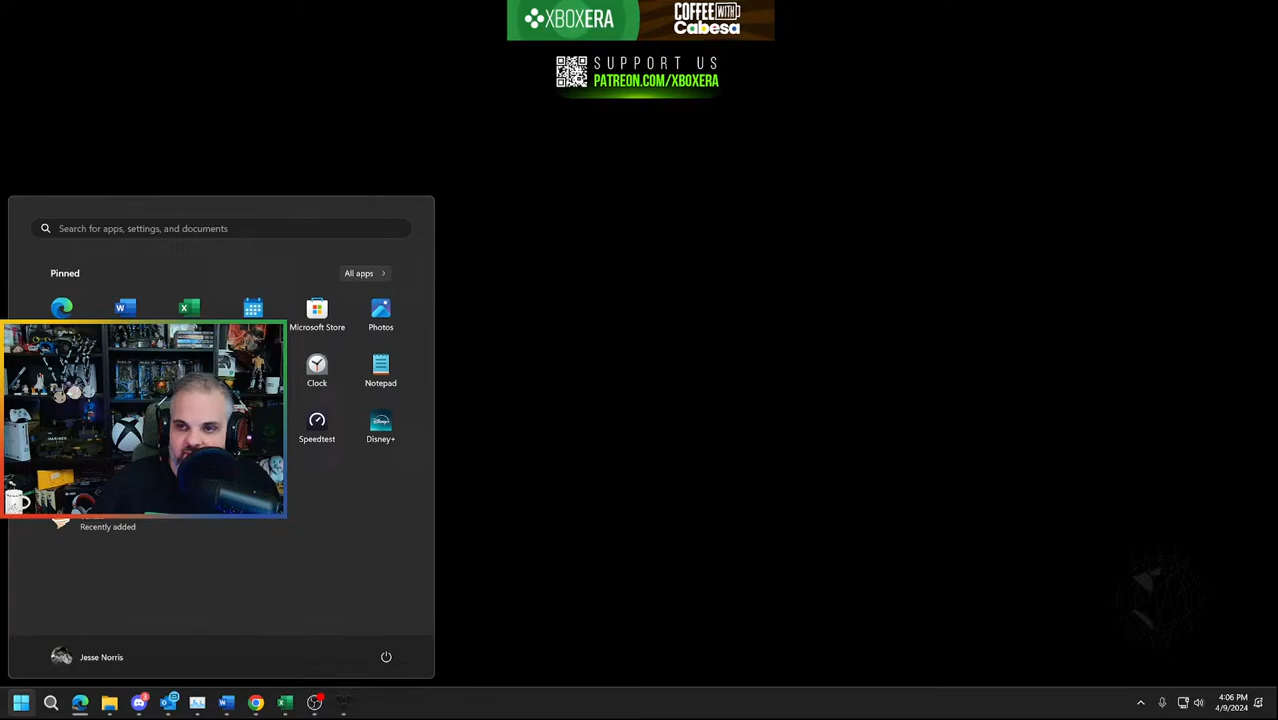 XBOXERA
COFFEE WITH
Cabesa
SUPPORT US
PATREON.COM/XBOXERA
Search for apps, settings, and documents
Pinned
All apps
Microsoft Store
Photos
Clock
Notepad
Speedtest
Disney+
Recently added
Jesse Norris
3
4:06 PM
4/9/2024